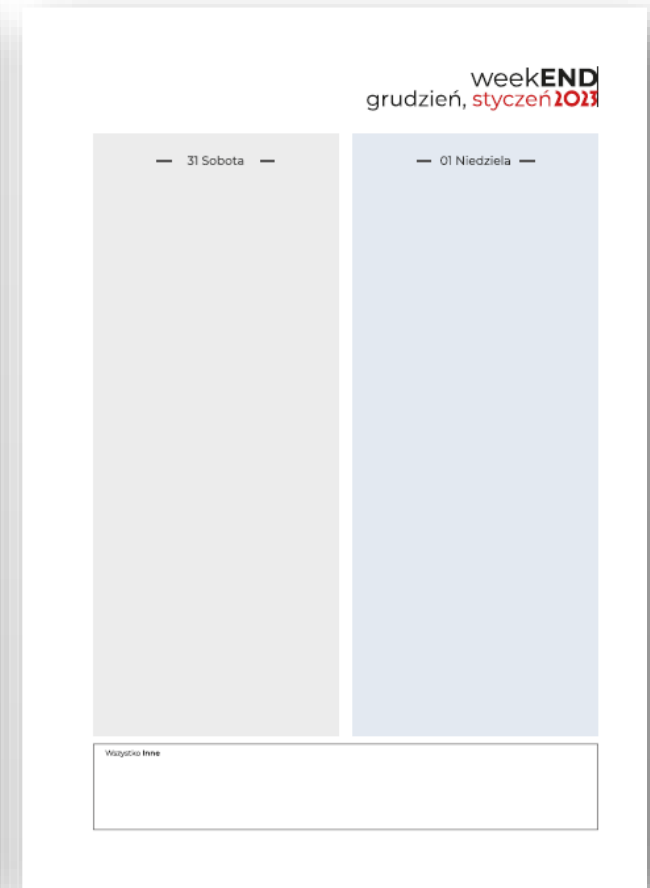 weekEND
grudzień, styczeń 2023
31 Sobota
01 Niedziela
Wszystko Inne